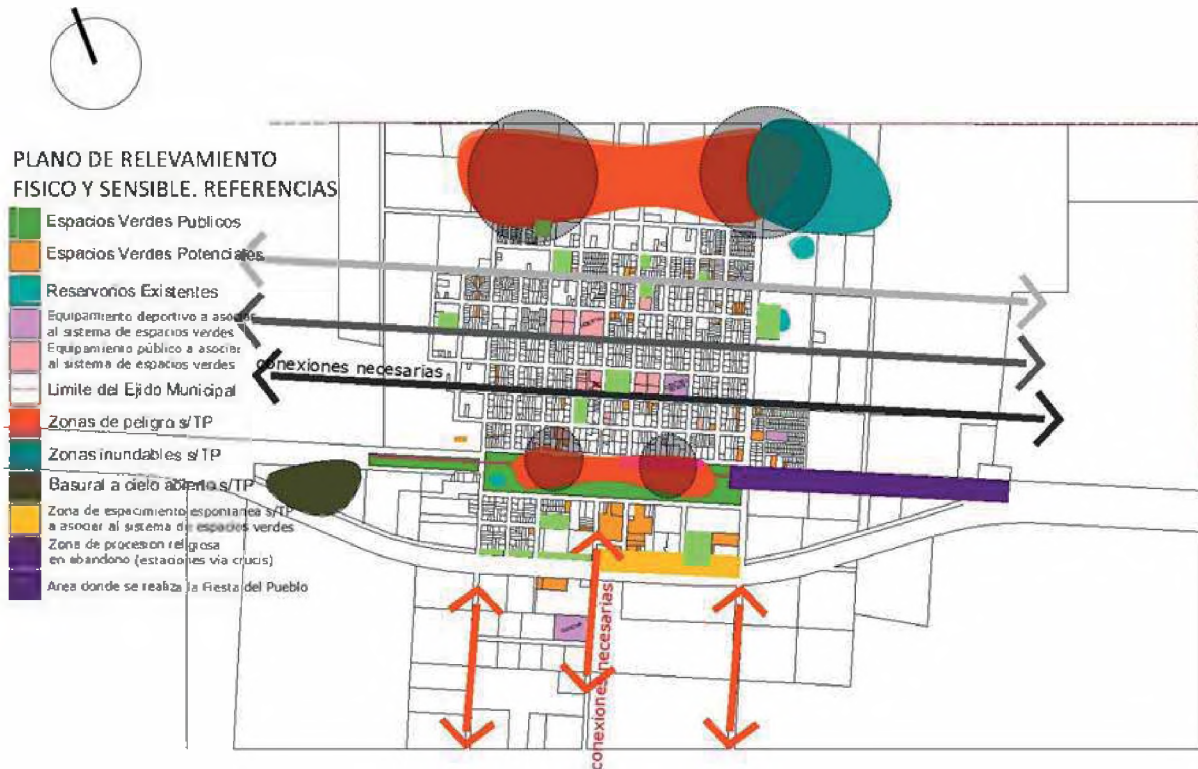 PLANO DE RELEVAMIENTO
FISICO Y SENSIBLE. REFERENCIAS
Espacios Verdes Publicos
Espacios Verdes Potenciales
Reservorios Existentes
Equipamiento deportivo a asociar
al sistema de espacios verdes
Equipamiento público a asociar
al sistema de espacios verdes
Limite del Ejido Municipal
Zonas de peligro s/TP
Zonas inundables s/TP
Basural a cielo abierto s/TP
Zona de espacimiento espontanea s/TP
a asociar al sistema de espacios verdes
Zona de procesion religiosa
en abandono (estaciones via crucis)
Area donde se realiza la Fiesta del Pueblo
conexiones necesarias
conexiones necesarias